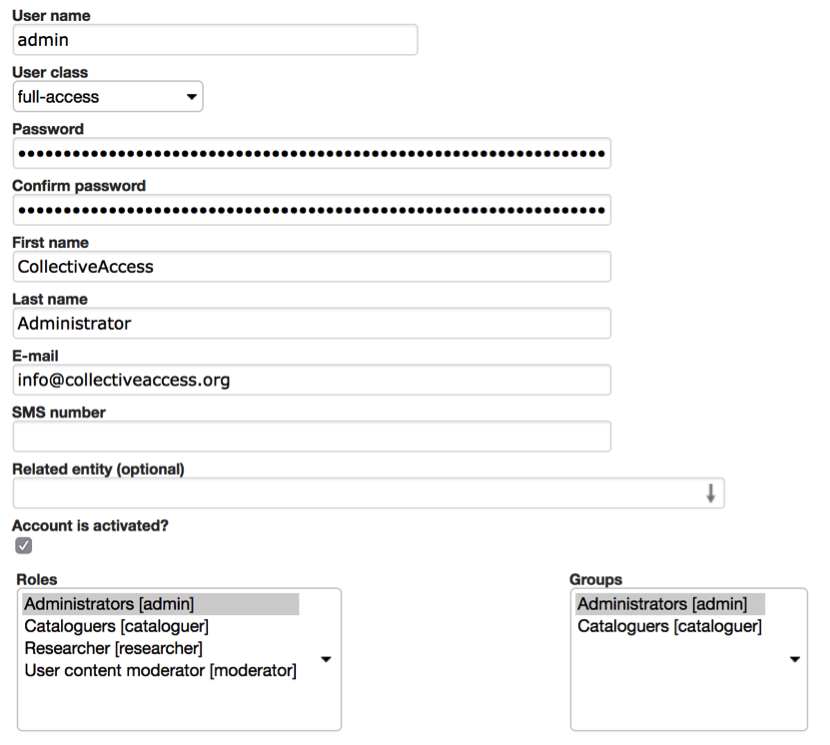 User name
admin
User class
full-access
Password
••••••••••••••••••••••••••••••••••••••••••••••••••••••••••••••••
Confirm password
••••••••••••••••••••••••••••••••••••••••••••••••••••••••••••••••
First name
CollectiveAccess
Last name
Administrator
E-mail
info@collectiveaccess.org
SMS number
Related entity (optional)
Account is activated?
Roles
Administrators [admin]
Cataloguers [cataloguer]
Researcher [researcher]
User content moderator [moderator]
Groups
Administrators [admin]
Cataloguers [cataloguer]